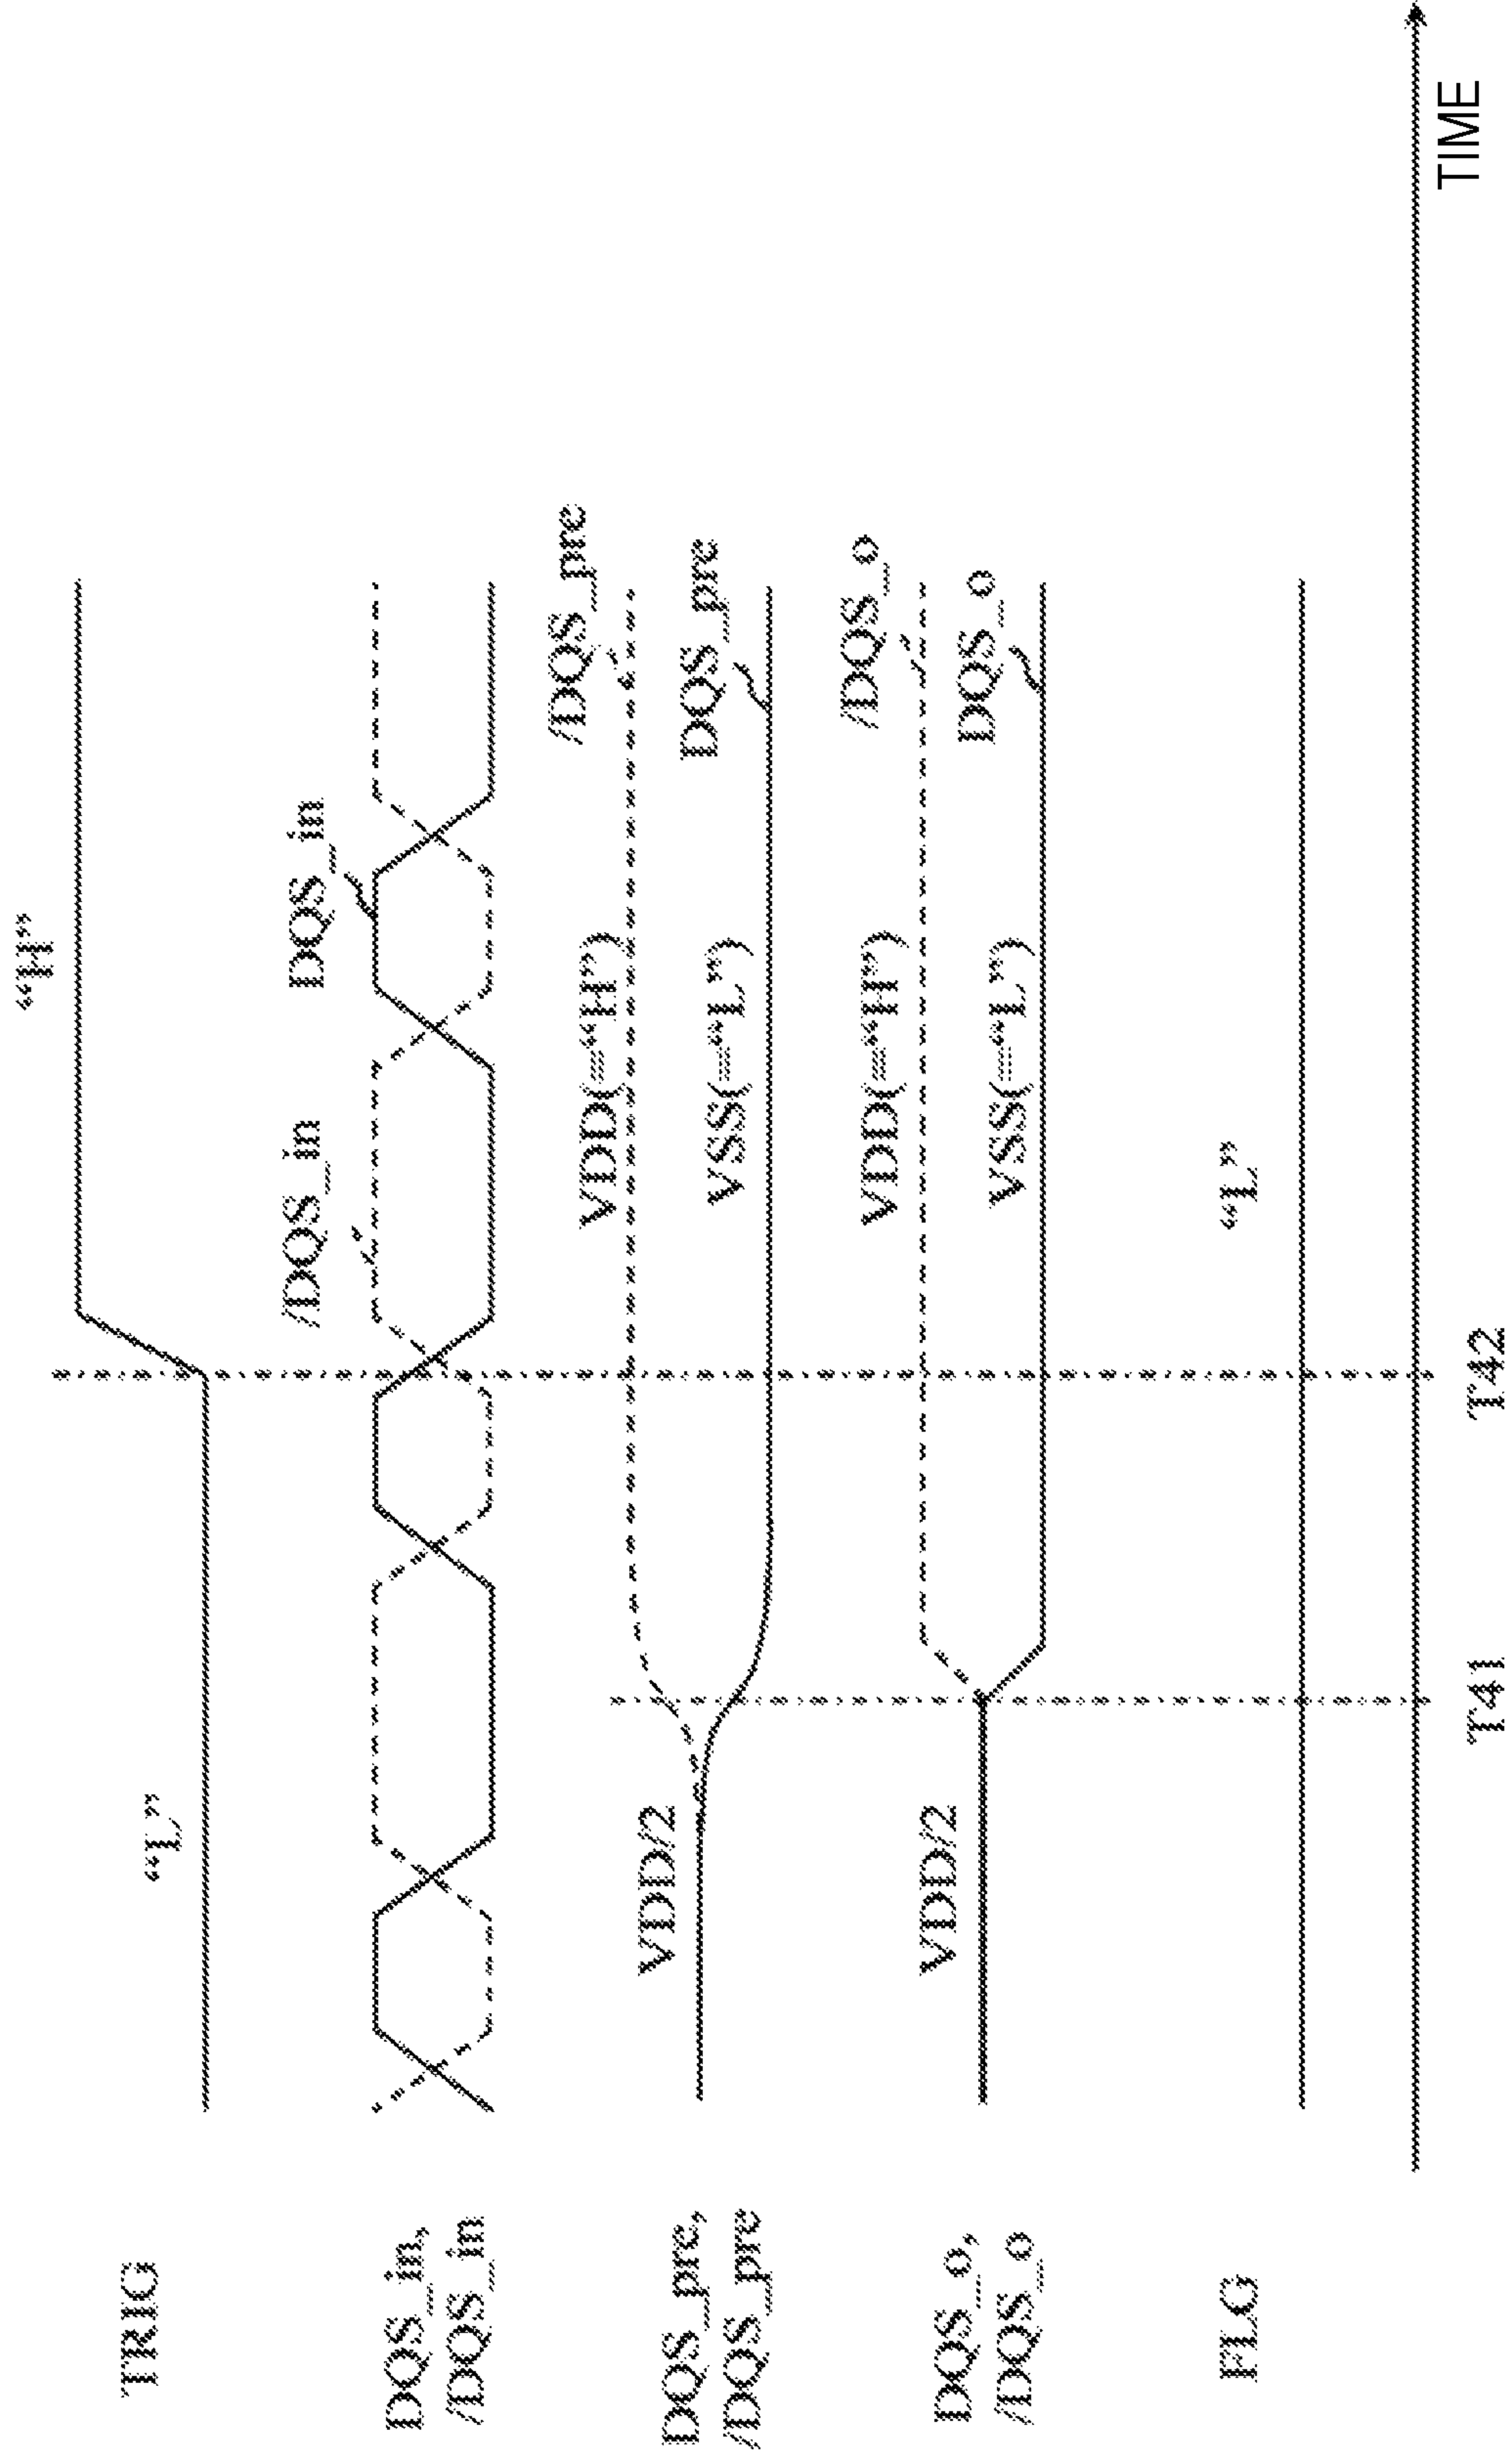 TRIG
“L”
“H”
DQS_in,
/DQS_in
/DQS_in
DQS_in
DQS_pre,
/DQS_pre
VDD/2
VDD(=“H”)
VSS(=“L”)
/DQS_pre
DQS_pre
DQS_o,
/DQS_o
VDD/2
VDD(=“H”)
VSS(=“L”)
/DQS_o
DQS_o
FLG
“L”
T41
T42
TIME